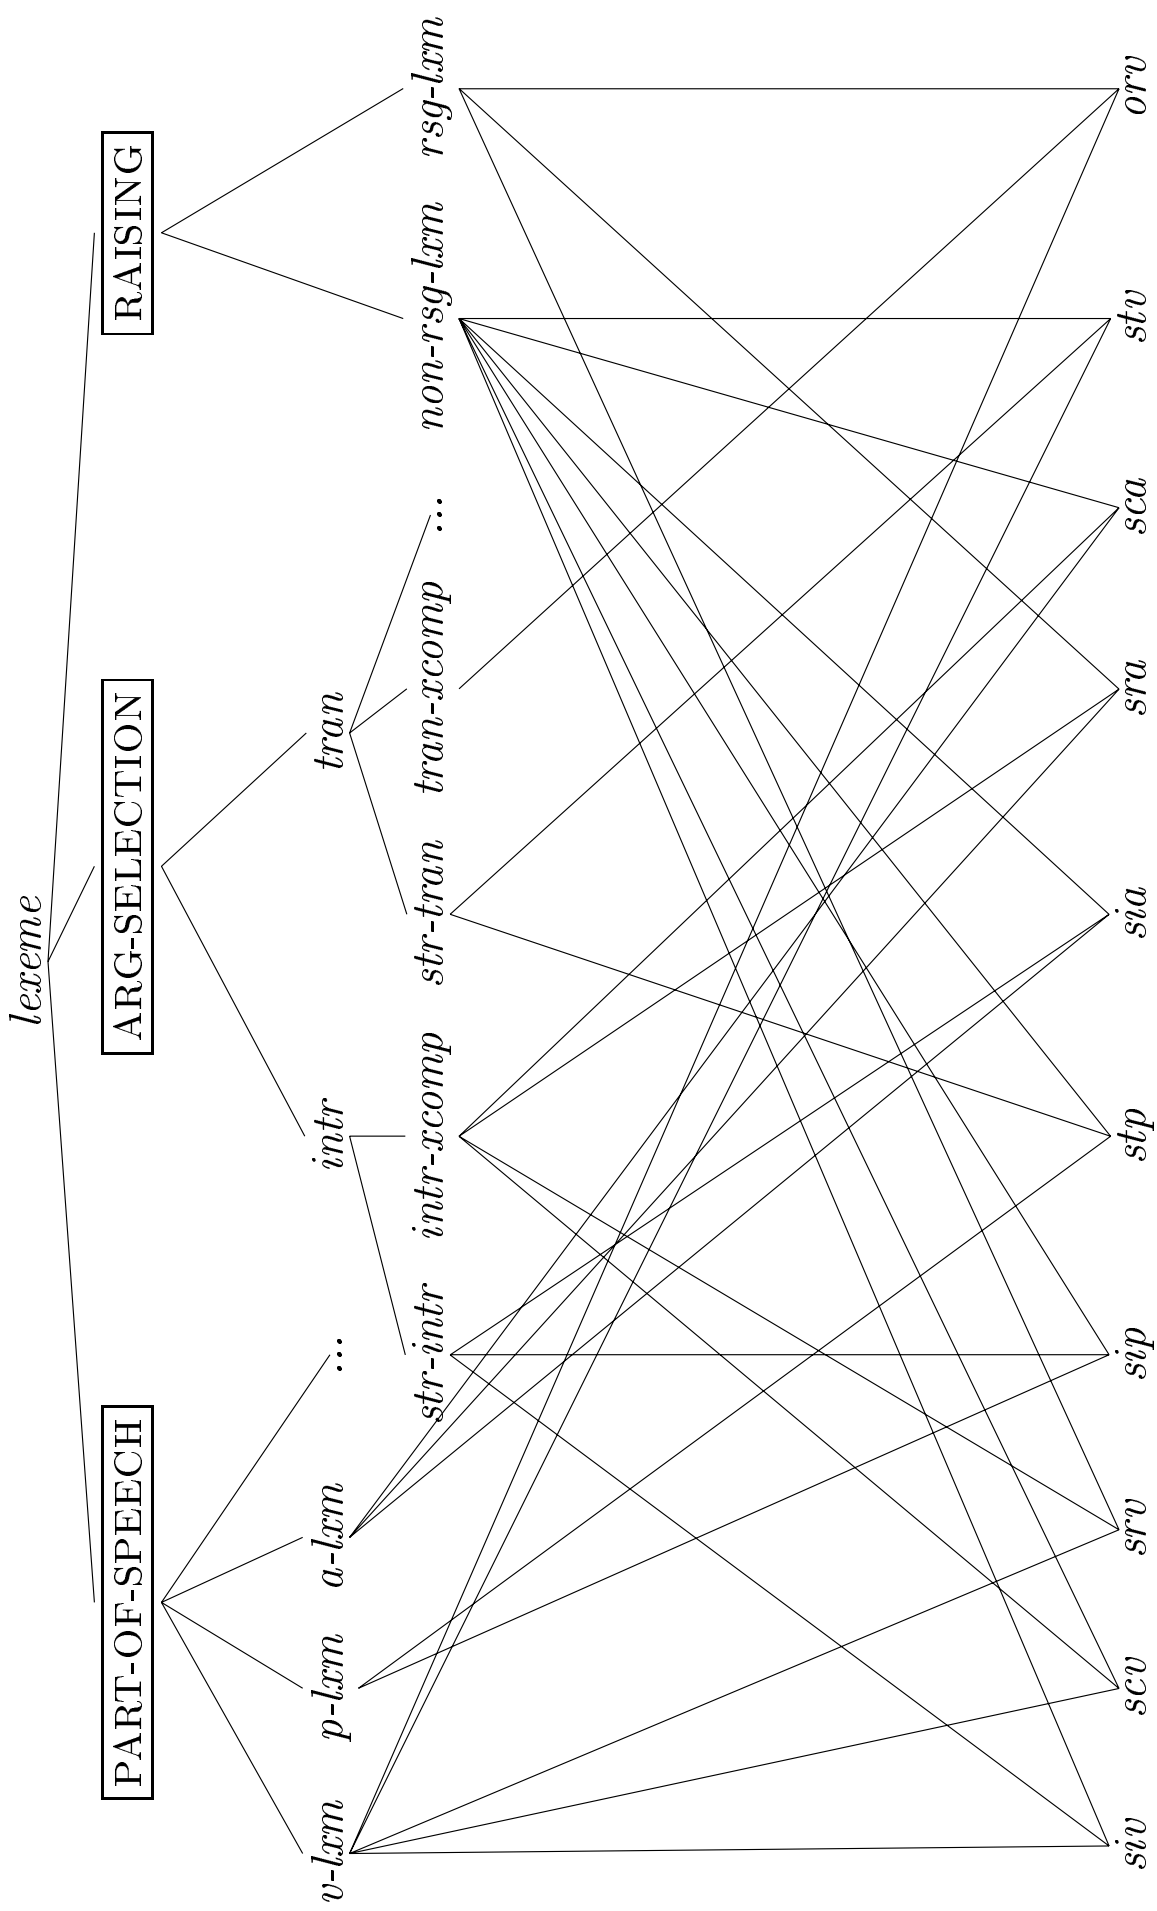 lexeme
PART-OF-SPEECH ARG-SELECTION RAISING
v-lxm p-lxm a-lxm ... intr tran
str-intr intr-xcomp str-tran tran-xcomp ... non-rsg-lxm rsg-lxm
siv scv srv sip stp sia sra sca stv orv